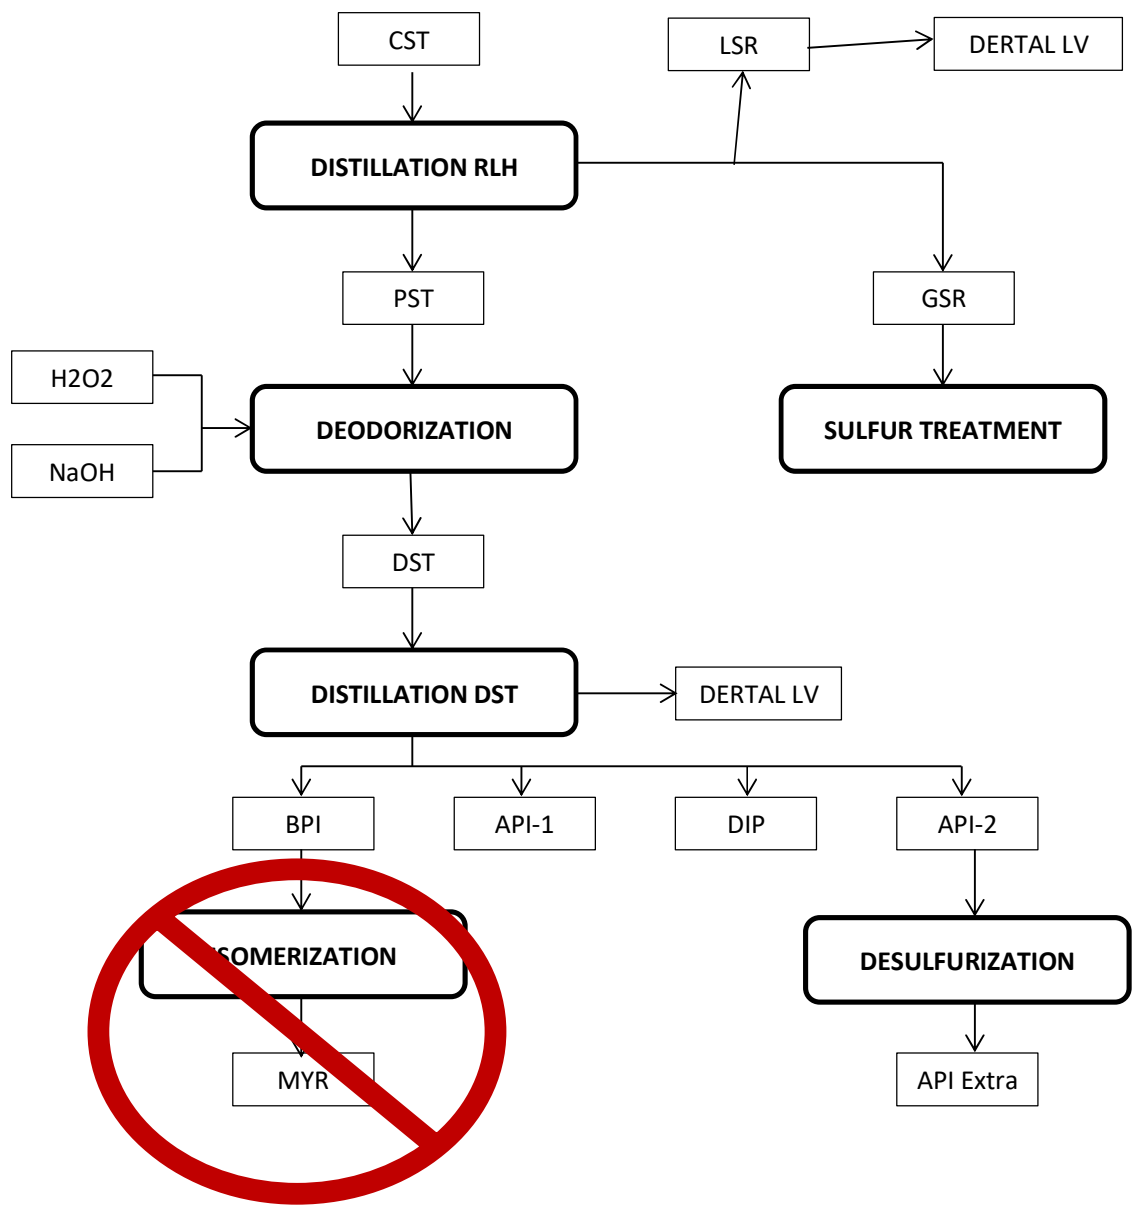 CST
LSR
DERTAL LV
DISTILLATION RLH
PST
GSR
H2O2
DEODORIZATION
SULFUR TREATMENT
NaOH
DST
DISTILLATION DST
DERTAL LV
BPI
API-1
DIP
API-2
ISOMERIZATION
DESULFURIZATION
MYR
API Extra